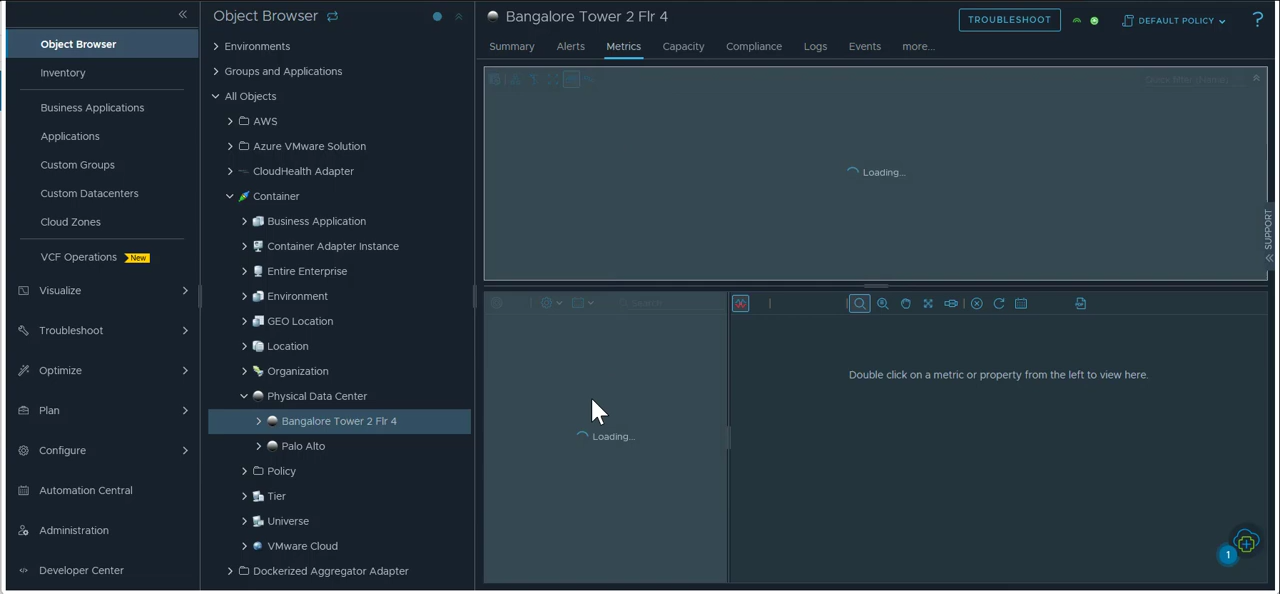 Object Browser
Inventory
Business Applications
Applications
Custom Groups
Custom Datacenters
Cloud Zones
VCF Operations New
Visualize
Troubleshoot
Optimize
Plan
Configure
Automation Central
Administration
Developer Center
Object Browser
Environments
Groups and Applications
All Objects
AWS
Azure VMware Solution
CloudHealth Adapter
Container
Business Application
Container Adapter Instance
Entire Enterprise
Environment
GEO Location
Location
Organization
Physical Data Center
Bangalore Tower 2 Flr 4
Palo Alto
Policy
Tier
Universe
VMware Cloud
Dockerized Aggregator Adapter
Bangalore Tower 2 Flr 4
TROUBLESHOOT
DEFAULT POLICY
?
Summary Alerts Metrics Capacity Compliance Logs Events more...
Loading...
SUPPORT
Search
Loading...
Double click on a metric or property from the left to view here.
1